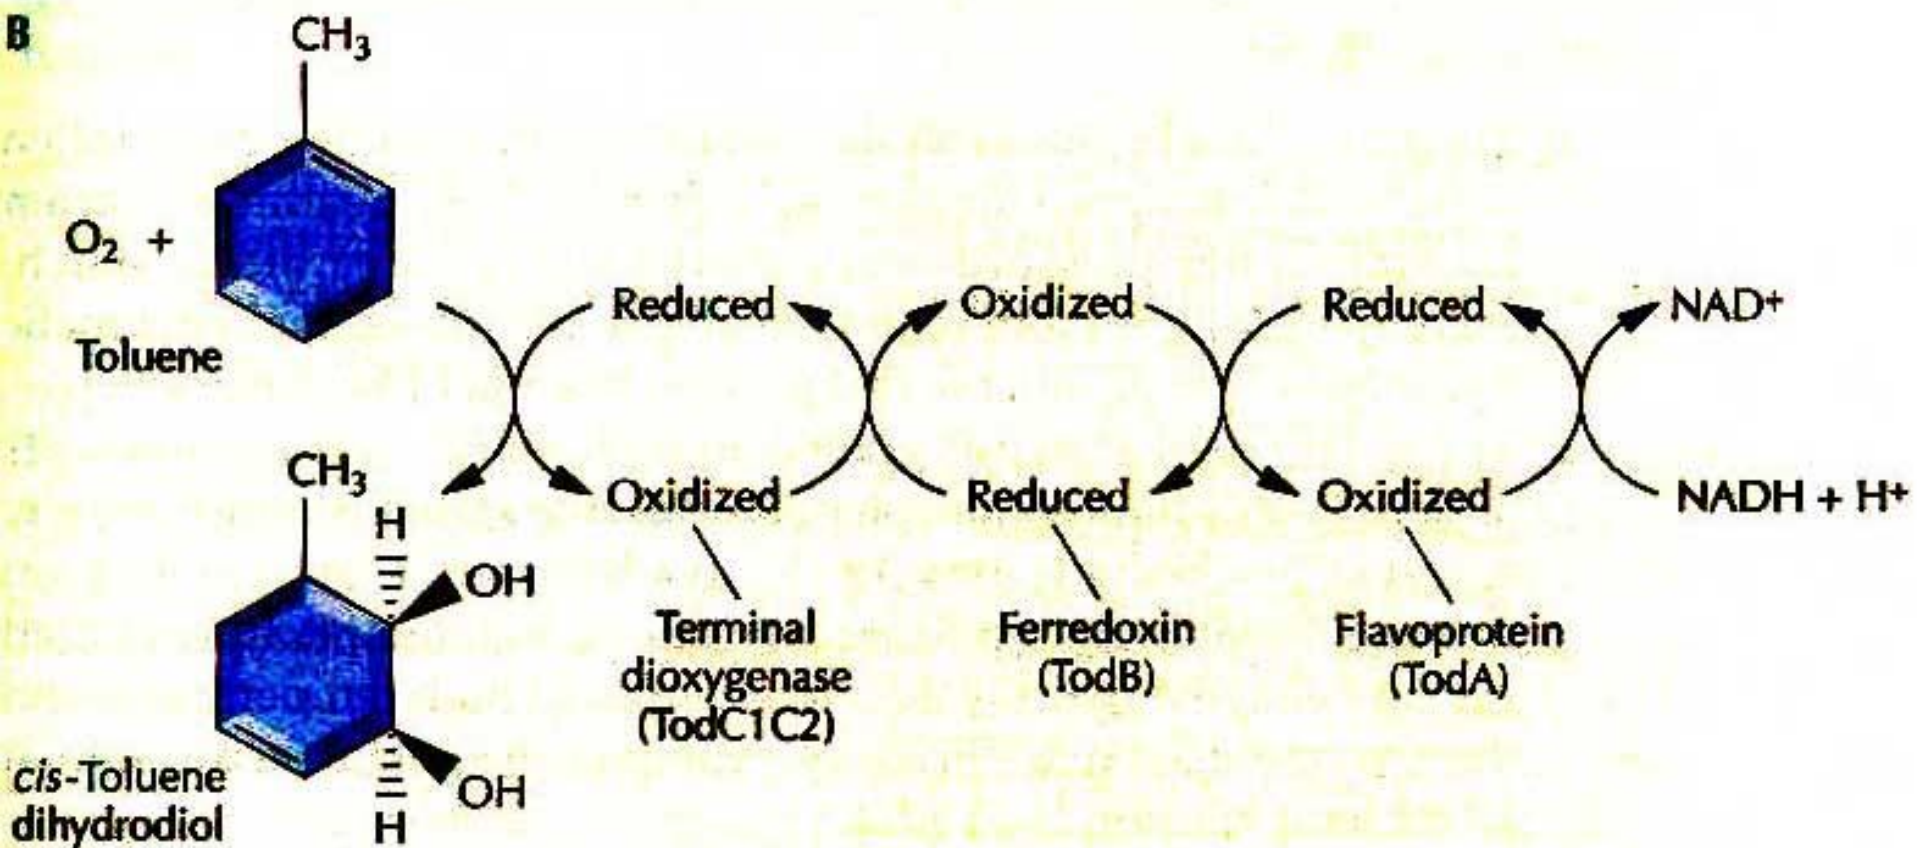 B
CH₃
O₂ +
Toluene
Reduced
Oxidized
Reduced
NAD⁺
CH₃
H
OH
Oxidized
Reduced
Oxidized
NADH + H⁺
Terminal
dioxygenase
(TodC1C2)
Ferredoxin
(TodB)
Flavoprotein
(TodA)
cis-Toluene
dihydrodiol
OH
H